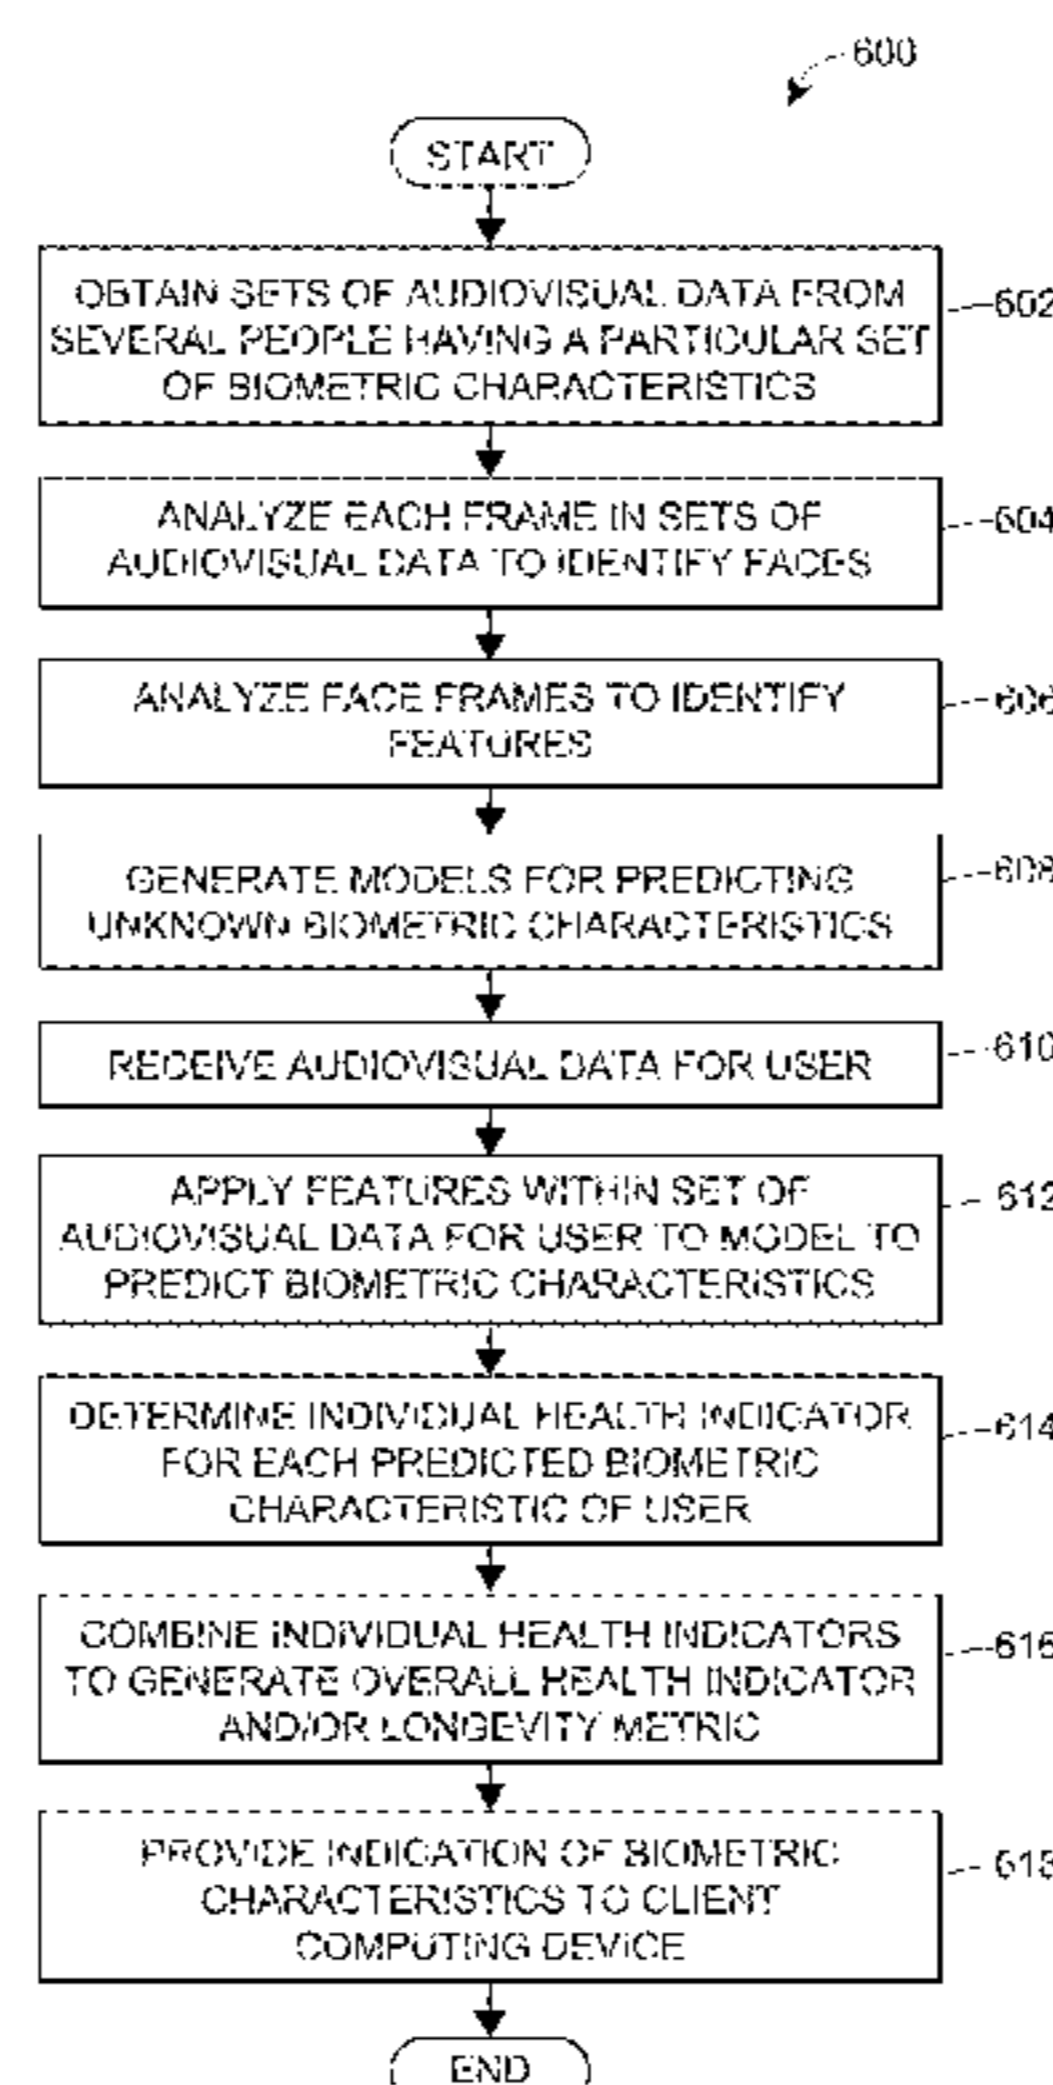 600
START
OBTAIN SETS OF AUDIOVISUAL DATA FROM
SEVERAL PEOPLE HAVING A PARTICULAR SET
OF BIOMETRIC CHARACTERISTICS
602
ANALYZE EACH FRAME IN SETS OF
AUDIOVISUAL DATA TO IDENTIFY FACES
604
ANALYZE FACE FRAMES TO IDENTIFY
FEATURES
606
GENERATE MODELS FOR PREDICTING
UNKNOWN BIOMETRIC CHARACTERISTICS
608
RECEIVE AUDIOVISUAL DATA FOR USER
610
APPLY FEATURES WITHIN SET OF
AUDIOVISUAL DATA FOR USER TO MODEL TO
PREDICT BIOMETRIC CHARACTERISTICS
612
DETERMINE INDIVIDUAL HEALTH INDICATOR
FOR EACH PREDICTED BIOMETRIC
CHARACTERISTIC OF USER
614
COMBINE INDIVIDUAL HEALTH INDICATORS
TO GENERATE OVERALL HEALTH INDICATOR
AND/OR LONGEVITY METRIC
616
PROVIDE INDICATION OF BIOMETRIC
CHARACTERISTICS TO CLIENT
COMPUTING DEVICE
618
END